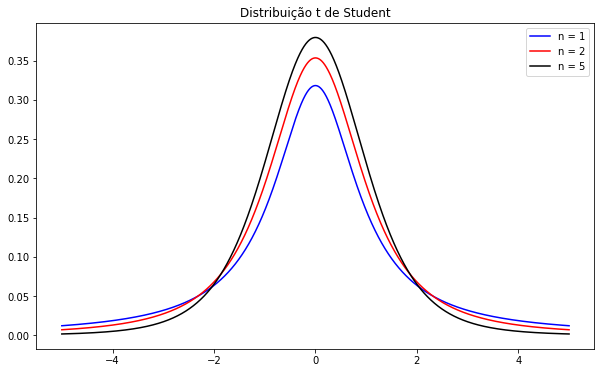 Distribuição t de Student
n = 1
n = 2
n = 5
0.35
0.30
0.25
0.20
0.15
0.10
0.05
0.00
−4 −2 0 2 4